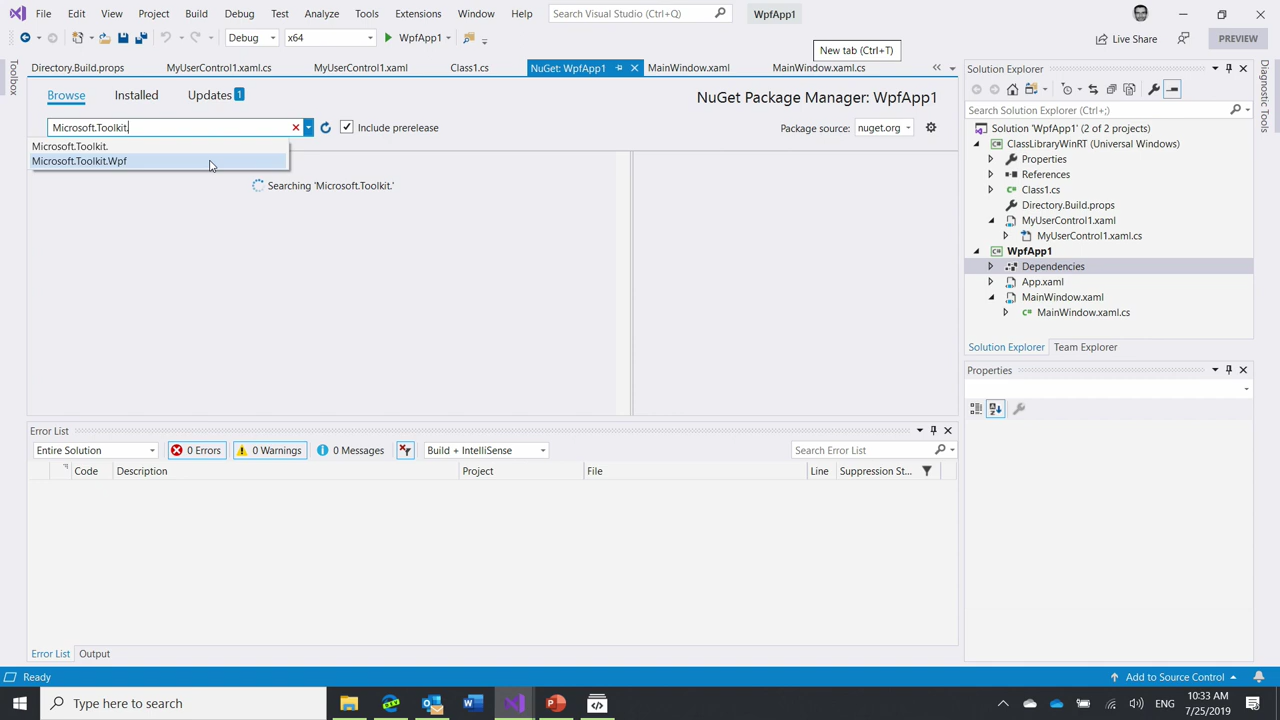 File Edit View Project Build Debug Test Analyze Tools Extensions Window Help Search Visual Studio (Ctrl+Q) WpfApp1
Debug x64 WpfApp1 New tab (Ctrl+T) Live Share PREVIEW
Toolbox
Directory.Build.props MyUserControl1.xaml.cs MyUserControl1.xaml Class1.cs NuGet: WpfApp1 MainWindow.xaml MainWindow.xaml.cs
Browse Installed Updates 1 NuGet Package Manager: WpfApp1
Microsoft.Toolkit. Include prerelease Package source: nuget.org
Microsoft.Toolkit.
Microsoft.Toolkit.Wpf
Searching 'Microsoft.Toolkit.'
Solution Explorer
Search Solution Explorer (Ctrl+;)
Solution 'WpfApp1' (2 of 2 projects)
ClassLibraryWinRT (Universal Windows)
Properties
References
Class1.cs
Directory.Build.props
MyUserControl1.xaml
MyUserControl1.xaml.cs
WpfApp1
Dependencies
App.xaml
MainWindow.xaml
MainWindow.xaml.cs
Solution Explorer Team Explorer
Properties
Diagnostic Tools
Error List
Entire Solution 0 Errors 0 Warnings 0 Messages Build + IntelliSense Search Error List
Code Description Project File Line Suppression St...
Error List Output
Ready Add to Source Control
Type here to search ENG 10:33 AM
7/25/2019